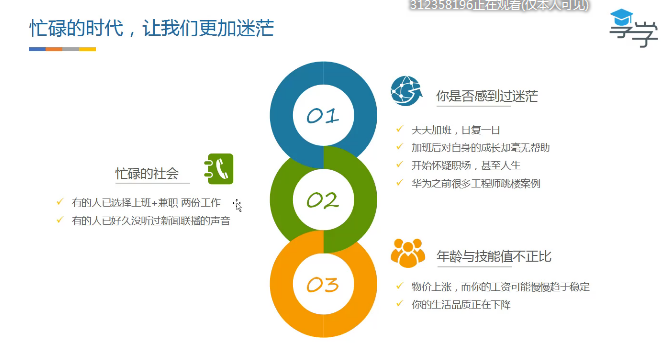 312358196正在观看(仅本人可见)
忙碌的时代，让我们更加迷茫
学学
01
你是否感到过迷茫
天天加班，日复一日
加班后对自身的成长却毫无帮助
开始怀疑职场，甚至人生
华为之前很多工程师跳楼案例
忙碌的社会
有的人已选择上班+兼职 两份工作
有的人已好久没听过新闻联播的声音
02
03
年龄与技能值不正比
物价上涨，而你的工资可能慢慢趋于稳定
你的生活品质正在下降